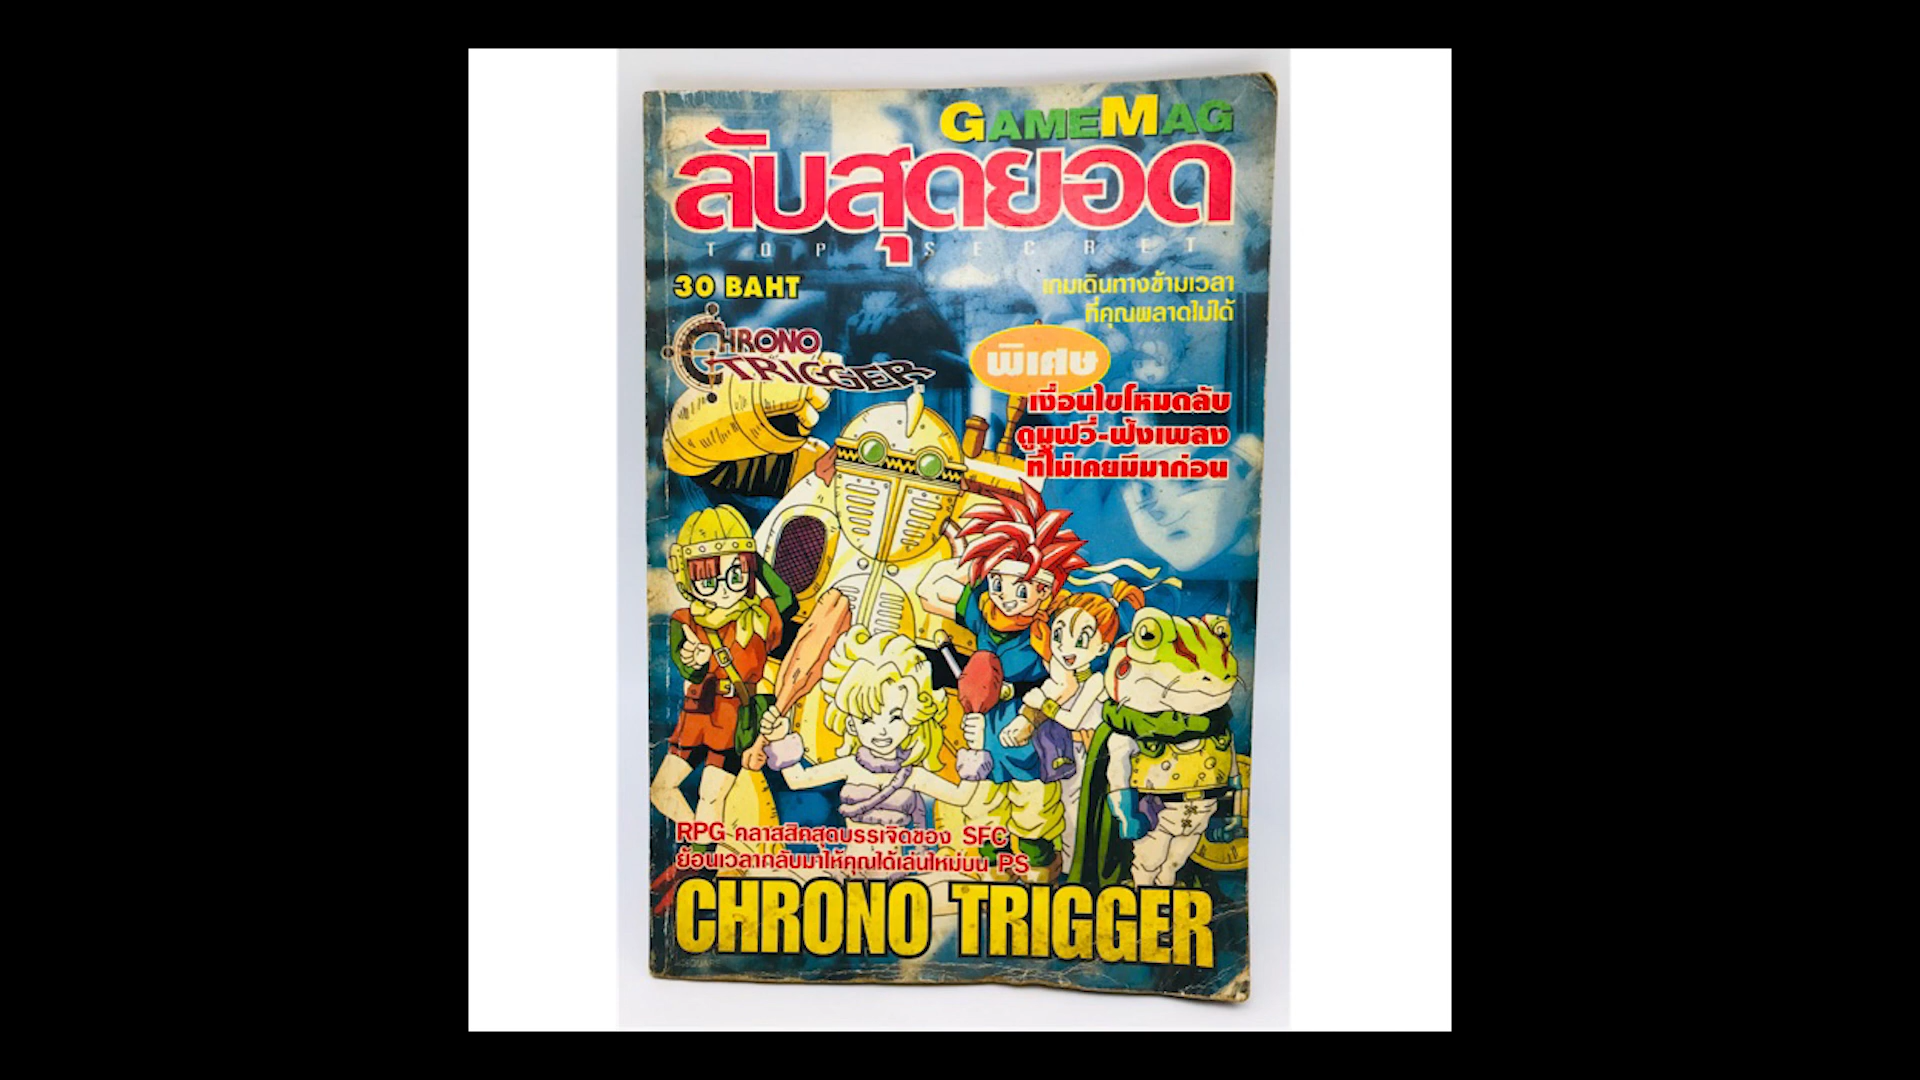 GAMEMAG
ลับสุดยอด
TOP SECRET
30 BAHT
เกมเดินทางข้ามเวลา
ที่คุณพลาดไม่ได้
CHRONO
TRIGGER
พิเศษ
เงื่อนไขโหมดลับ
ดูมูฟวี่-ฟังเพลง
ที่ไม่เคยมีมาก่อน
RPG คลาสสิคสุดบรรเจิดของ SFC
ย้อนเวลากลับมาให้คุณได้เล่นใหม่บน PS
CHRONO TRIGGER